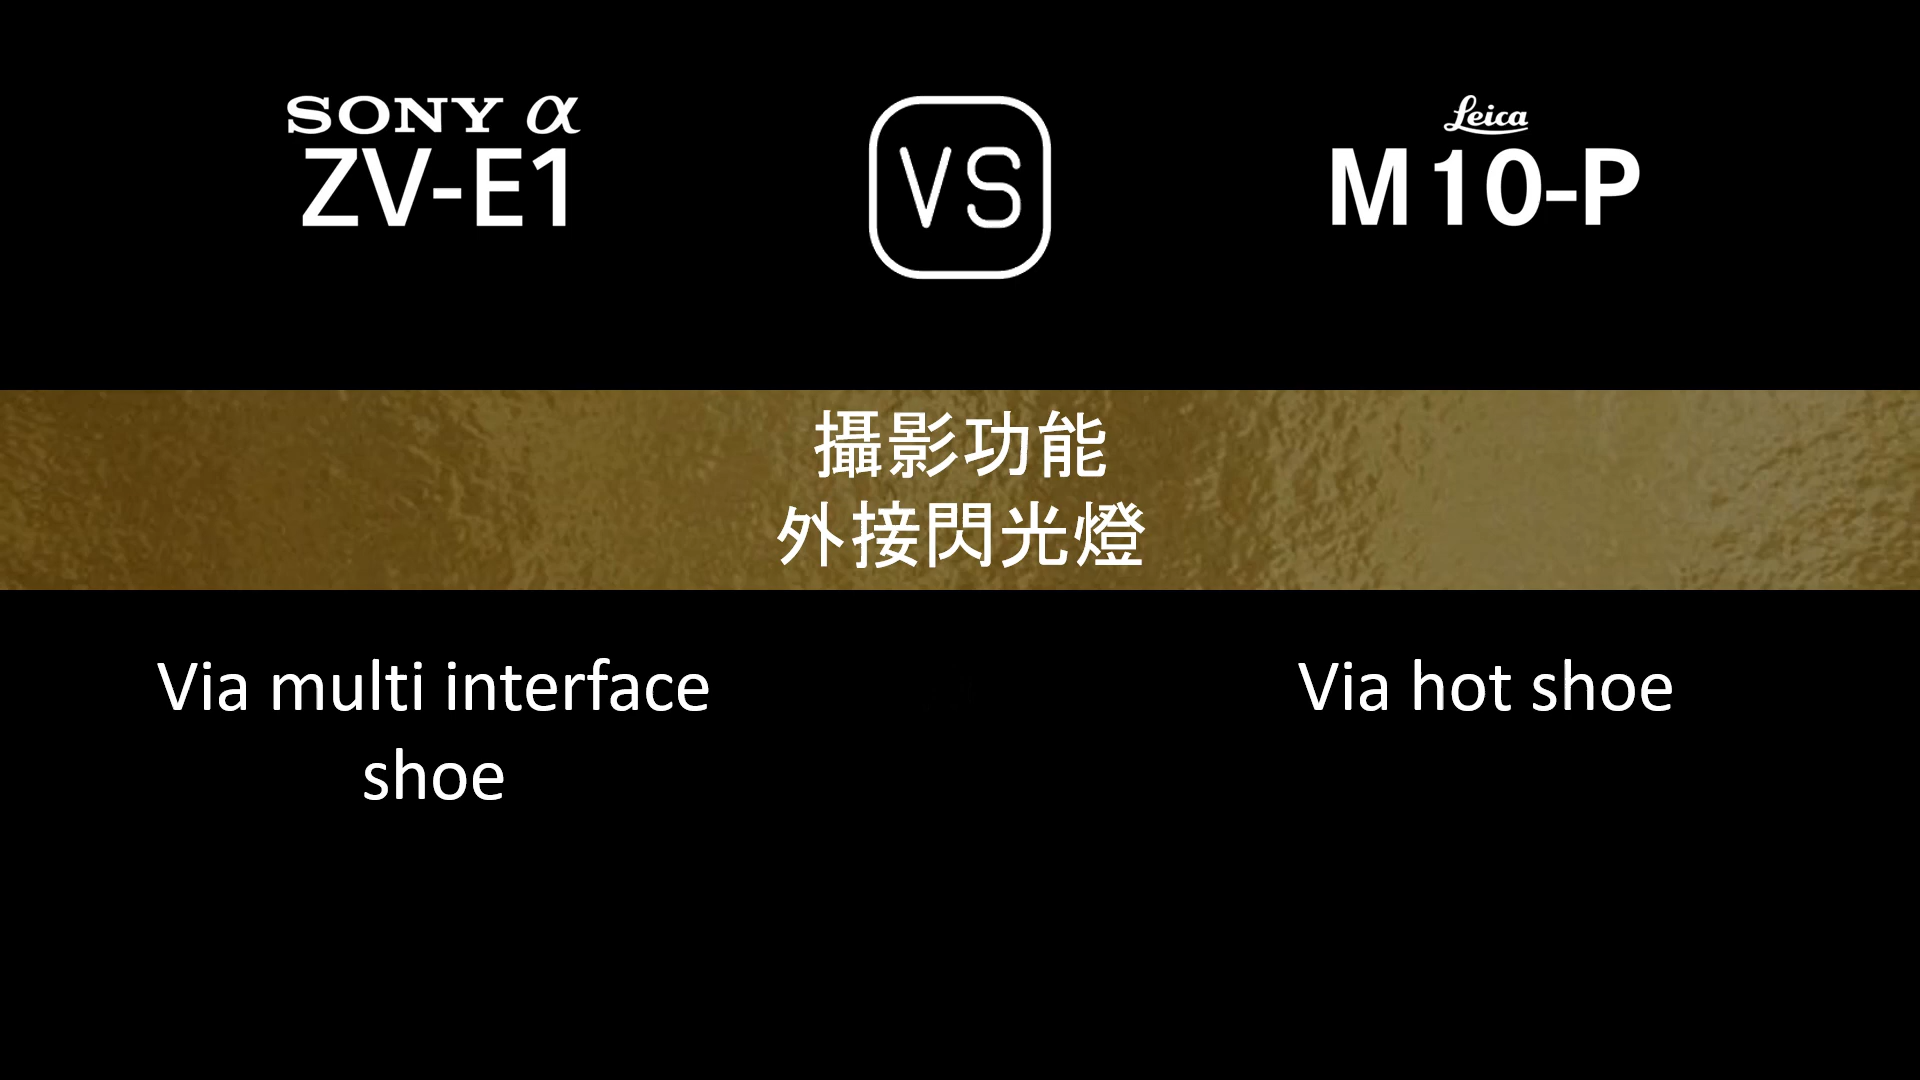 SONY α
ZV-E1
VS
Leica
M10-P
攝影功能
外接閃光燈
Via multi interface
shoe
Via hot shoe